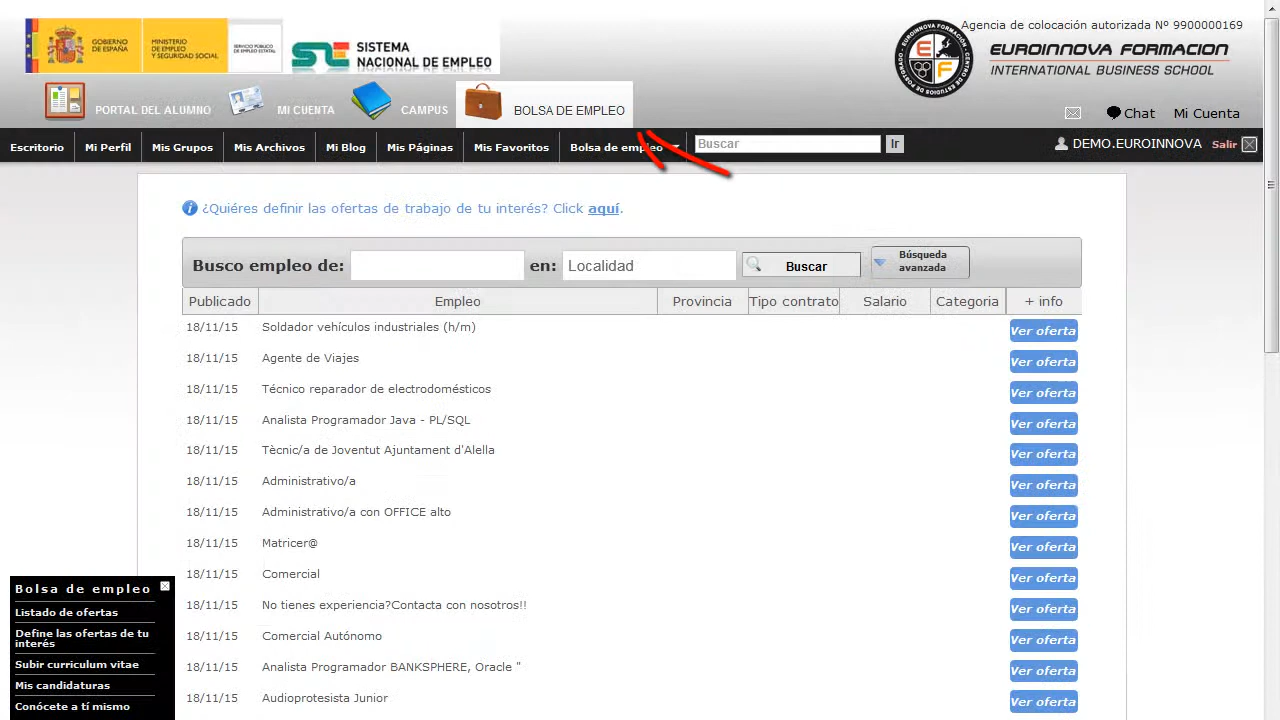 GOBIERNO
DE ESPAÑA
MINISTERIO
DE EMPLEO
Y SEGURIDAD SOCIAL
SERVICIO PÚBLICO
DE EMPLEO ESTATAL
SISTEMA
NACIONAL DE EMPLEO
Agencia de colocación autorizada Nº 9900000169
EUROINNOVA FORMACION
INTERNATIONAL BUSINESS SCHOOL
PORTAL DEL ALUMNO
MI CUENTA
CAMPUS
BOLSA DE EMPLEO
Chat
Mi Cuenta
Escritorio
Mi Perfil
Mis Grupos
Mis Archivos
Mi Blog
Mis Páginas
Mis Favoritos
Bolsa de empleo
Buscar
Ir
DEMO.EUROINNOVA
Salir
¿Quiéres definir las ofertas de trabajo de tu interés? Click aquí.
Busco empleo de:
en:
Localidad
Buscar
Búsqueda
avanzada
Publicado Empleo Provincia Tipo contrato Salario Categoria + info
18/11/15 Soldador vehículos industriales (h/m) Ver oferta
18/11/15 Agente de Viajes Ver oferta
18/11/15 Técnico reparador de electrodomésticos Ver oferta
18/11/15 Analista Programador Java - PL/SQL Ver oferta
18/11/15 Tècnic/a de Joventut Ajuntament d'Alella Ver oferta
18/11/15 Administrativo/a Ver oferta
18/11/15 Administrativo/a con OFFICE alto Ver oferta
18/11/15 Matricer@ Ver oferta
18/11/15 Comercial Ver oferta
18/11/15 No tienes experiencia?Contacta con nosotros!! Ver oferta
18/11/15 Comercial Autónomo Ver oferta
18/11/15 Analista Programador BANKSPHERE, Oracle " Ver oferta
18/11/15 Audioprotesista Junior Ver oferta
Bolsa de empleo
Listado de ofertas
Define las ofertas de tu
interés
Subir curriculum vitae
Mis candidaturas
Conócete a tí mismo